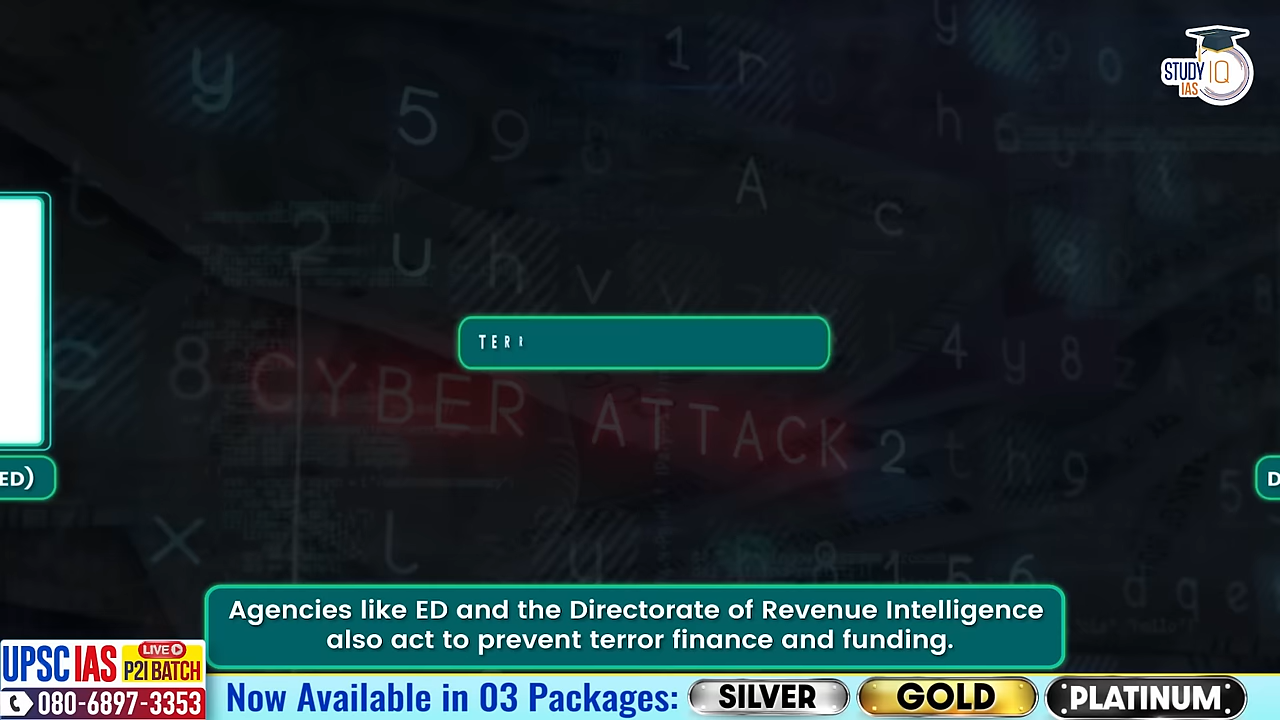 STUDY IQ
IAS
TERR
CYBER ATTACK
ED)
D
Agencies like ED and the Directorate of Revenue Intelligence
also act to prevent terror finance and funding.
UPSC IAS LIVE P2I BATCH
080-6897-3353
Now Available in 03 Packages: SILVER GOLD PLATINUM